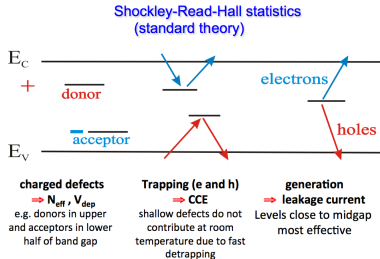 Shockley-Read-Hall statistics
(standard theory)
E_C
+
donor
electrons
acceptor
holes
E_V
charged defects
⇒ N_eff , V_dep
e.g. donors in upper
and acceptors in lower
half of band gap
Trapping (e and h)
⇒ CCE
shallow defects do not
contribute at room
temperature due to fast
detrapping
generation
⇒ leakage current
Levels close to midgap
most effective